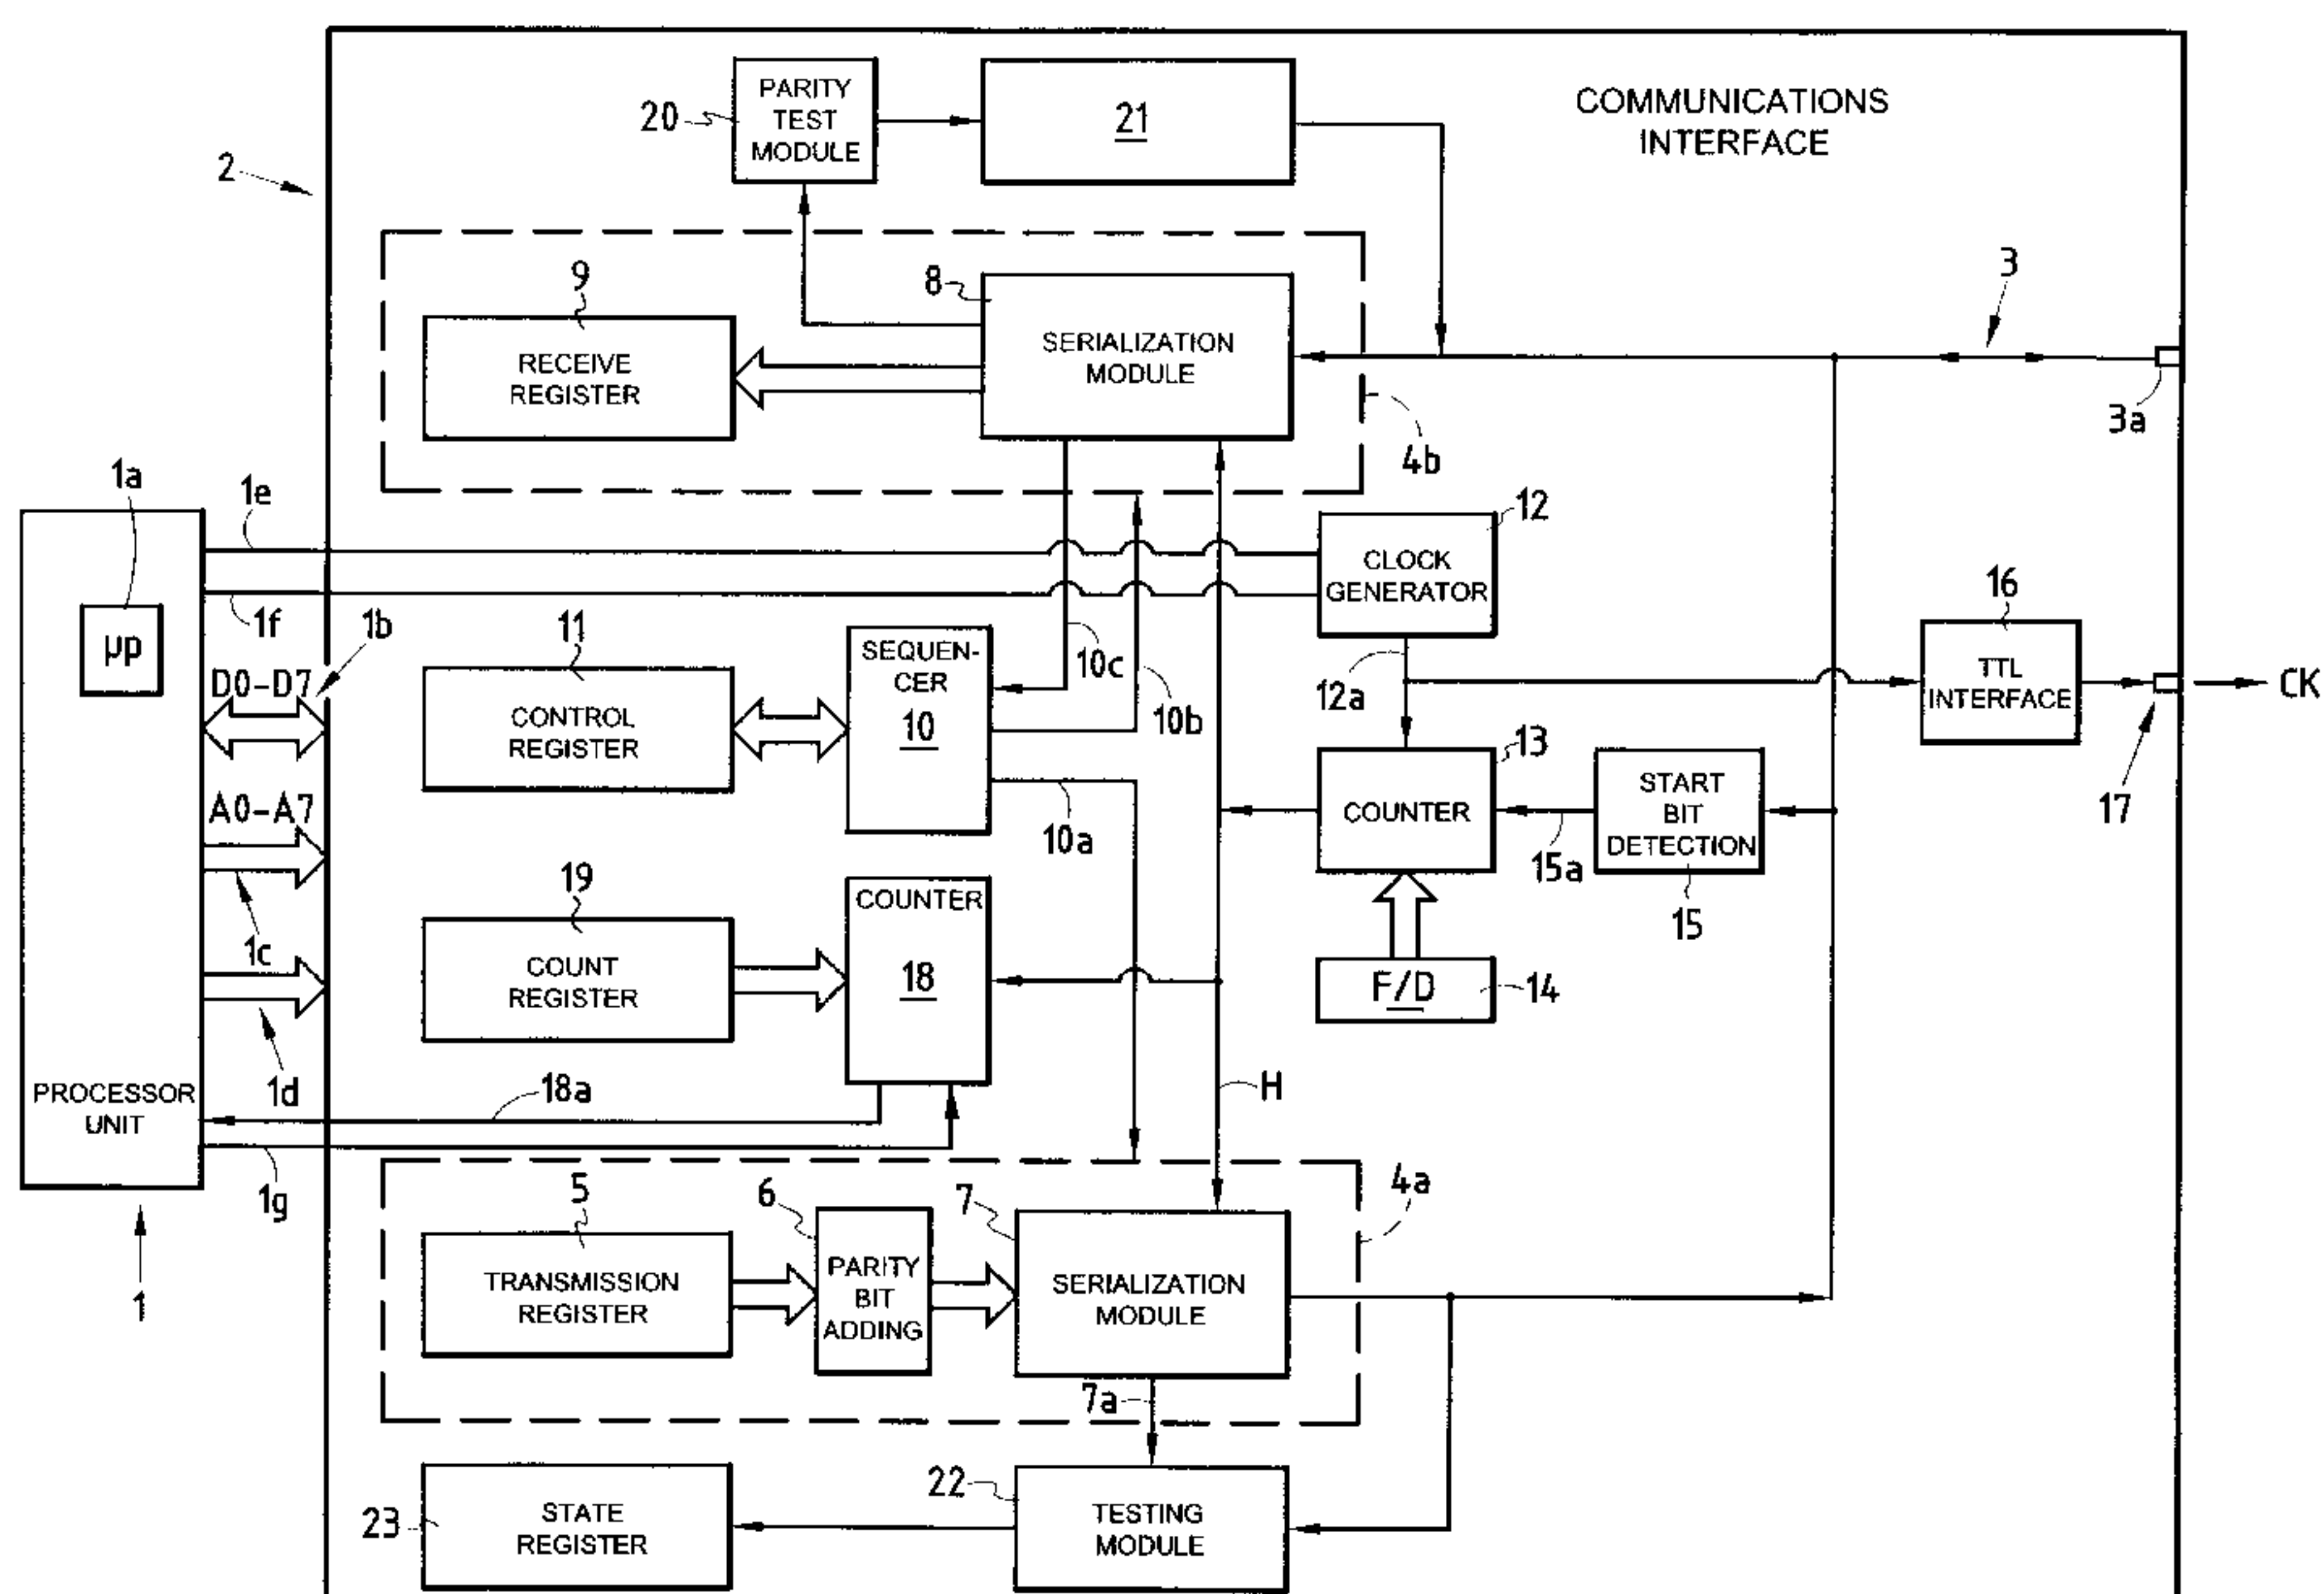 COMMUNICATIONS
INTERFACE
2
20
PARITY
TEST
MODULE
21
9
RECEIVE
REGISTER
8
SERIALIZATION
MODULE
4b
3
3a
1a
µp
1e
1f
1b
D0-D7
A0-A7
1c
1d
PROCESSOR
UNIT
1
1g
18a
11
CONTROL
REGISTER
SEQUEN-
CER
10
10c
10b
10a
12
CLOCK
GENERATOR
12a
13
COUNTER
15a
START
BIT
DETECTION
15
F/D
14
16
TTL
INTERFACE
CK
17
19
COUNT
REGISTER
COUNTER
18
H
5
TRANSMISSION
REGISTER
6
PARITY
BIT
ADDING
7
SERIALIZATION
MODULE
4a
7a
23
STATE
REGISTER
22
TESTING
MODULE